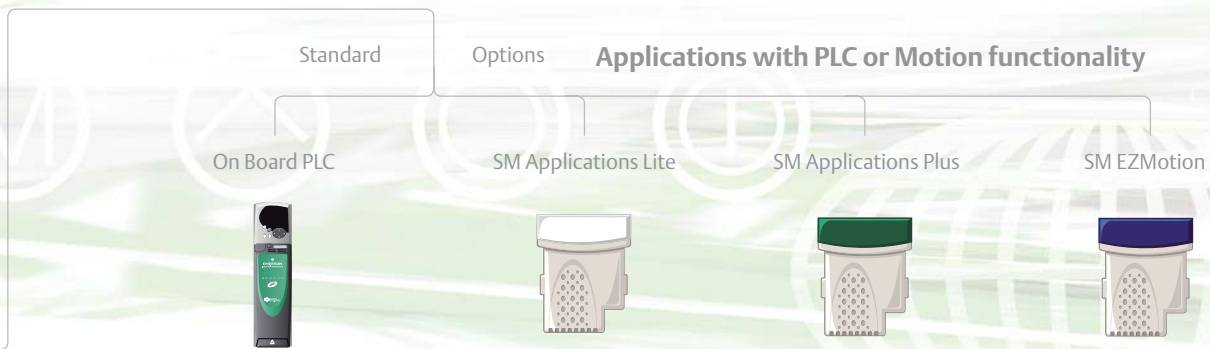 Standard
Options
Applications with PLC or Motion functionality
On Board PLC
SM Applications Lite
SM Applications Plus
SM EZMotion
EMERSON